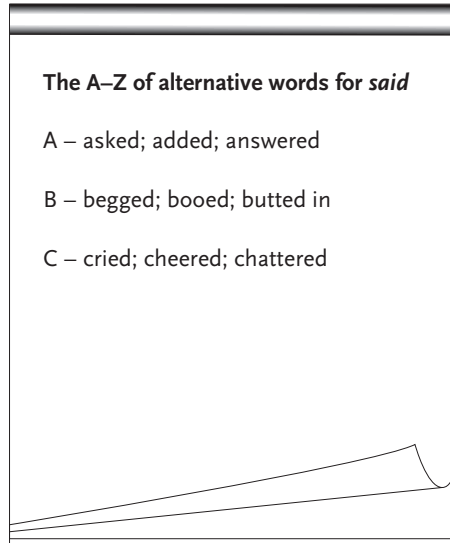 The A–Z of alternative words for said
A – asked; added; answered
B – begged; booed; butted in
C – cried; cheered; chattered